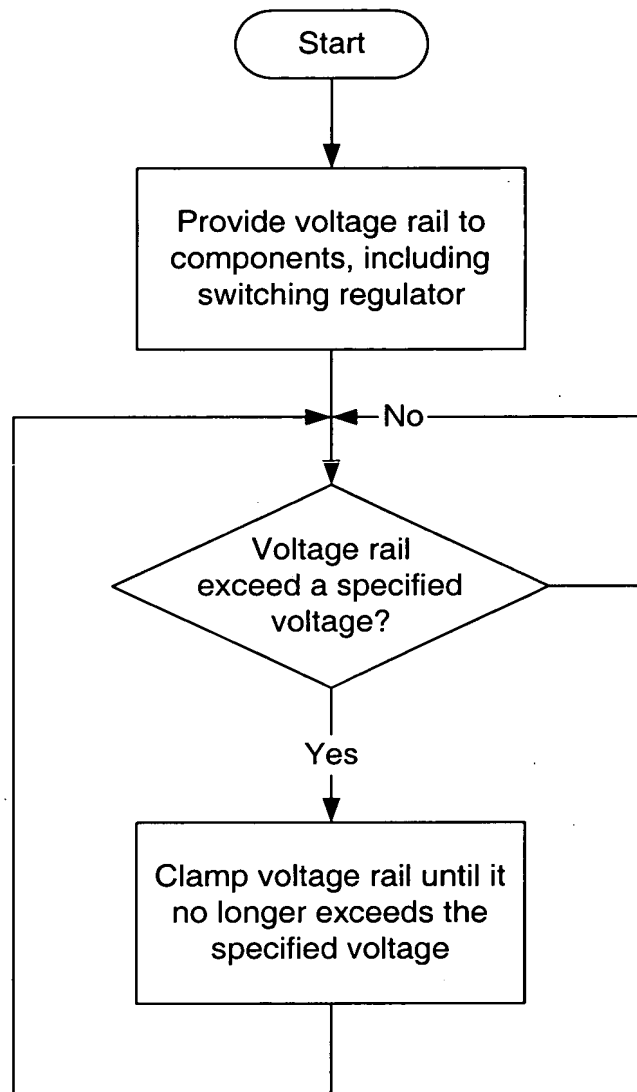 Start
Provide voltage rail to
components, including
switching regulator
No
Voltage rail
exceed a specified
voltage?
Yes
Clamp voltage rail until it
no longer exceeds the
specified voltage